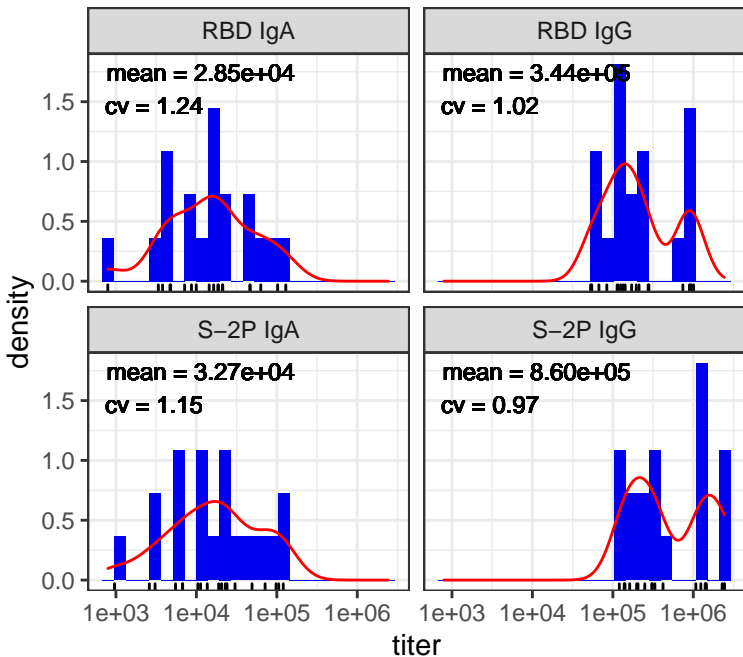 RBD IgA
RBD IgG
mean = 2.85e+04
cv = 1.24
mean = 3.44e+05
cv = 1.02
1.5
1.0
0.5
0.0
density
S−2P IgA
S−2P IgG
mean = 3.27e+04
cv = 1.15
mean = 8.60e+05
cv = 0.97
1.5
1.0
0.5
0.0
1e+03 1e+04 1e+05 1e+06
1e+03 1e+04 1e+05 1e+06
titer